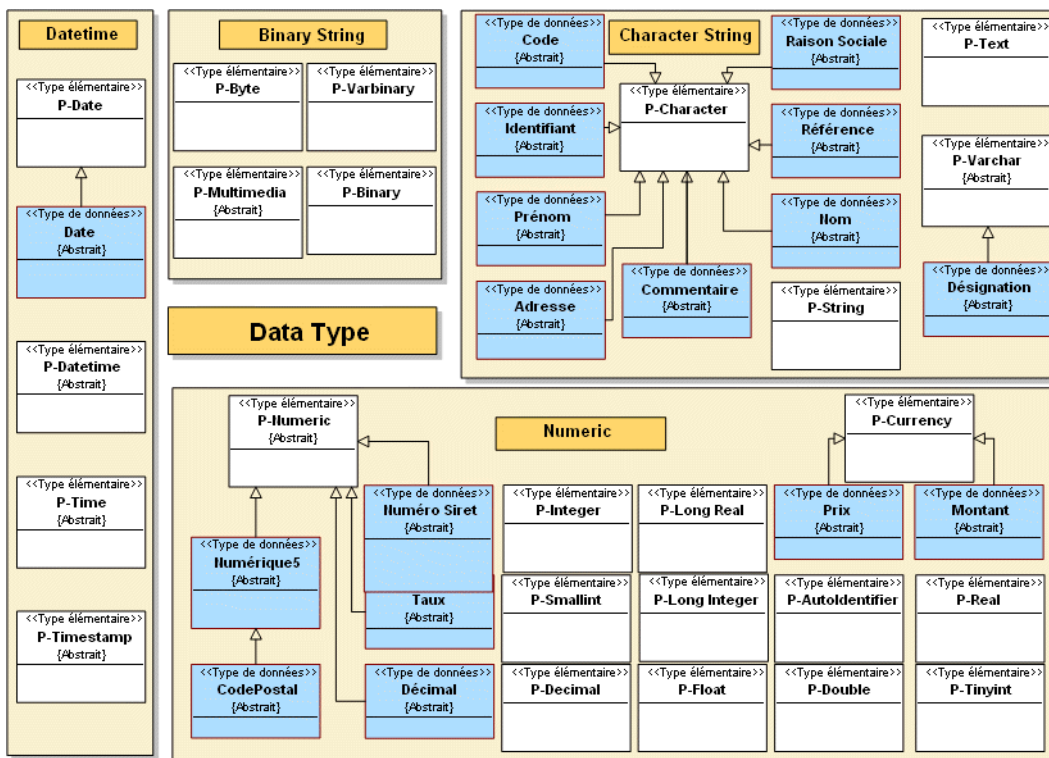 Datetime
<<Type élémentaire>>
P-Date
<<Type de données>>
Date
{Abstrait}
<<Type élémentaire>>
P-Datetime
{Abstrait}
<<Type élémentaire>>
P-Time
{Abstrait}
<<Type élémentaire>>
P-Timestamp
{Abstrait}
Binary String
<<Type élémentaire>>
P-Byte
<<Type élémentaire>>
P-Varbinary
<<Type élémentaire>>
P-Multimedia
{Abstrait}
<<Type élémentaire>>
P-Binary
Data Type
Character String
<<Type de données>>
Code
{Abstrait}
<<Type de données>>
Raison Sociale
{Abstrait}
<<Type élémentaire>>
P-Text
<<Type élémentaire>>
P-Character
<<Type de données>>
Identifiant
{Abstrait}
<<Type de données>>
Référence
{Abstrait}
<<Type élémentaire>>
P-Varchar
{Abstrait}
<<Type de données>>
Prénom
{Abstrait}
<<Type de données>>
Nom
{Abstrait}
<<Type de données>>
Adresse
{Abstrait}
<<Type de données>>
Commentaire
{Abstrait}
<<Type élémentaire>>
P-String
<<Type de données>>
Désignation
{Abstrait}
Numeric
<<Type élémentaire>>
P-Numeric
{Abstrait}
<<Type élémentaire>>
P-Currency
<<Type de données>>
Numéro Siret
{Abstrait}
<<Type élémentaire>>
P-Integer
<<Type élémentaire>>
P-Long Real
<<Type de données>>
Prix
{Abstrait}
<<Type de données>>
Montant
{Abstrait}
<<Type de données>>
Numérique5
{Abstrait}
Taux
{Abstrait}
<<Type élémentaire>>
P-Smallint
<<Type élémentaire>>
P-Long Integer
<<Type élémentaire>>
P-AutoIdentifier
<<Type élémentaire>>
P-Real
<<Type de données>>
CodePostal
{Abstrait}
<<Type de données>>
Décimal
{Abstrait}
<<Type élémentaire>>
P-Decimal
<<Type élémentaire>>
P-Float
<<Type élémentaire>>
P-Double
<<Type élémentaire>>
P-Tinyint